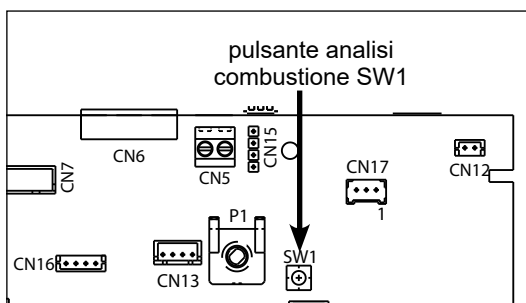 pulsante analisi
combustione SW1
CN7
CN6
CN5
CN15
CN17
1
CN12
P1
SW1
CN16
CN13